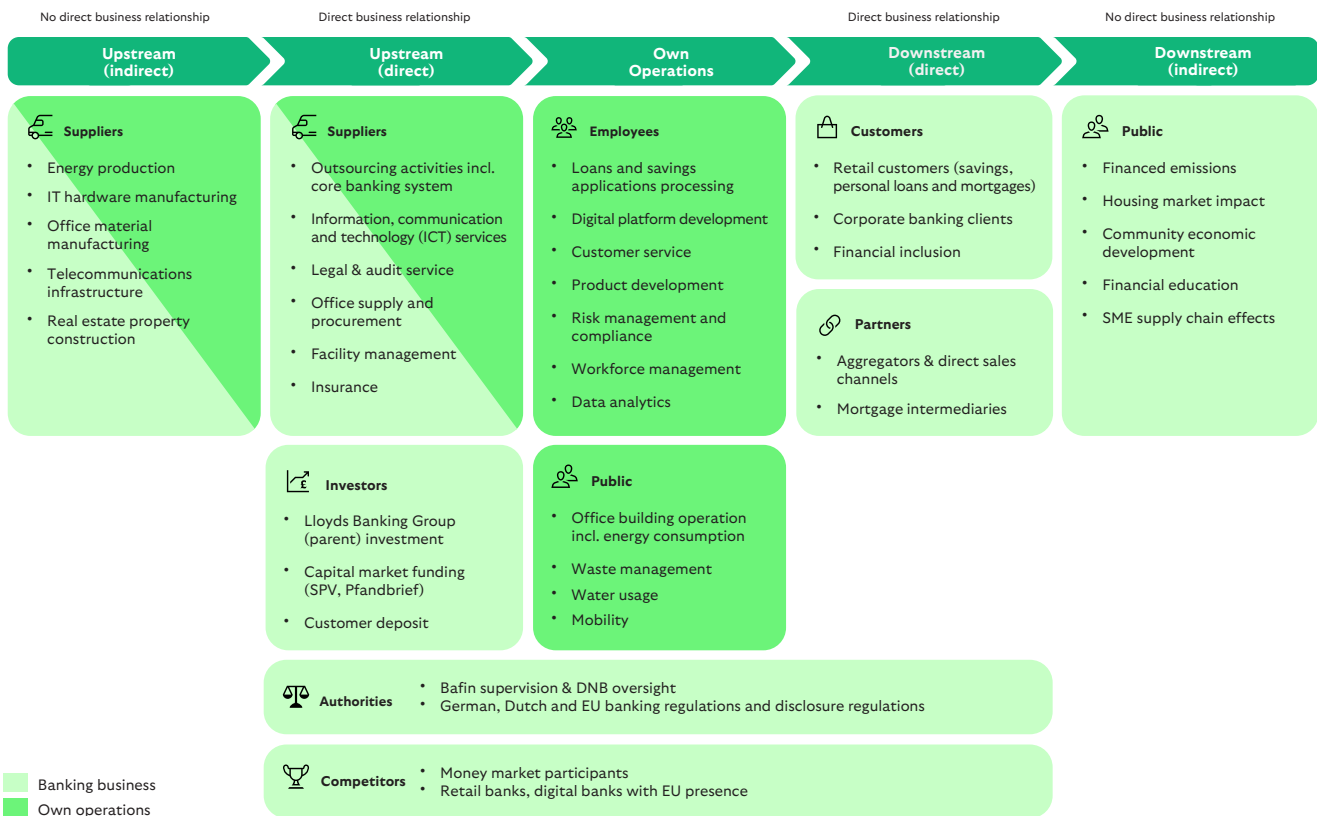 No direct business relationship
Direct business relationship
Direct business relationship
No direct business relationship
Upstream
(indirect)
Upstream
(direct)
Own
Operations
Downstream
(direct)
Downstream
(indirect)
Suppliers
• Energy production
• IT hardware manufacturing
• Office material
manufacturing
• Telecommunications
infrastructure
• Real estate property
construction
Suppliers
• Outsourcing activities incl.
core banking system
• Information, communication
and technology (ICT) services
• Legal & audit service
• Office supply and
procurement
• Facility management
• Insurance
Employees
• Loans and savings
applications processing
• Digital platform development
• Customer service
• Product development
• Risk management and
compliance
• Workforce management
• Data analytics
Customers
• Retail customers (savings,
personal loans and mortgages)
• Corporate banking clients
• Financial inclusion
Partners
• Aggregators & direct sales
channels
• Mortgage intermediaries
Public
• Financed emissions
• Housing market impact
• Community economic
development
• Financial education
• SME supply chain effects
£
Investors
• Lloyds Banking Group
(parent) investment
• Capital market funding
(SPV, Pfandbrief)
• Customer deposit
Public
• Office building operation
incl. energy consumption
• Waste management
• Water usage
• Mobility
Authorities
• Bafin supervision & DNB oversight
• German, Dutch and EU banking regulations and disclosure regulations
Competitors
• Money market participants
• Retail banks, digital banks with EU presence
Banking business
Own operations